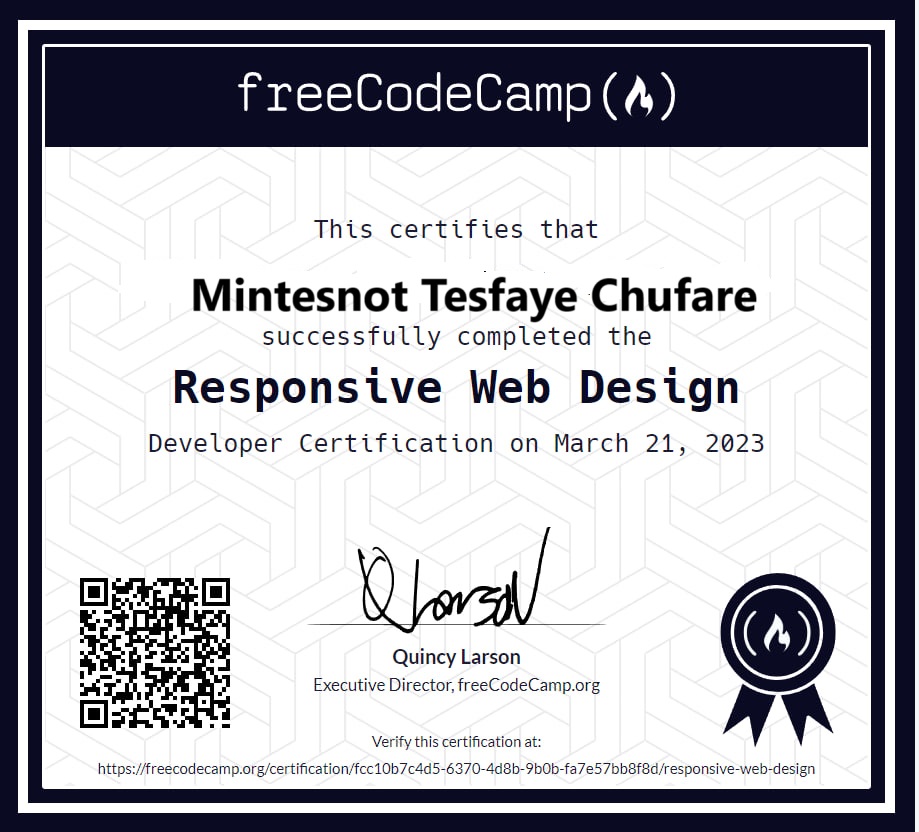 freeCodeCamp
This certifies that
Mintesnot Tesfaye Chufare
successfully completed the
Responsive Web Design
Developer Certification on March 21, 2023
Quincy Larson
Executive Director, freeCodeCamp.org
Verify this certification at:
https://freecodecamp.org/certification/fcc10b7c4d5-6370-4d8b-9b0b-fa7e57bb8f8d/responsive-web-design